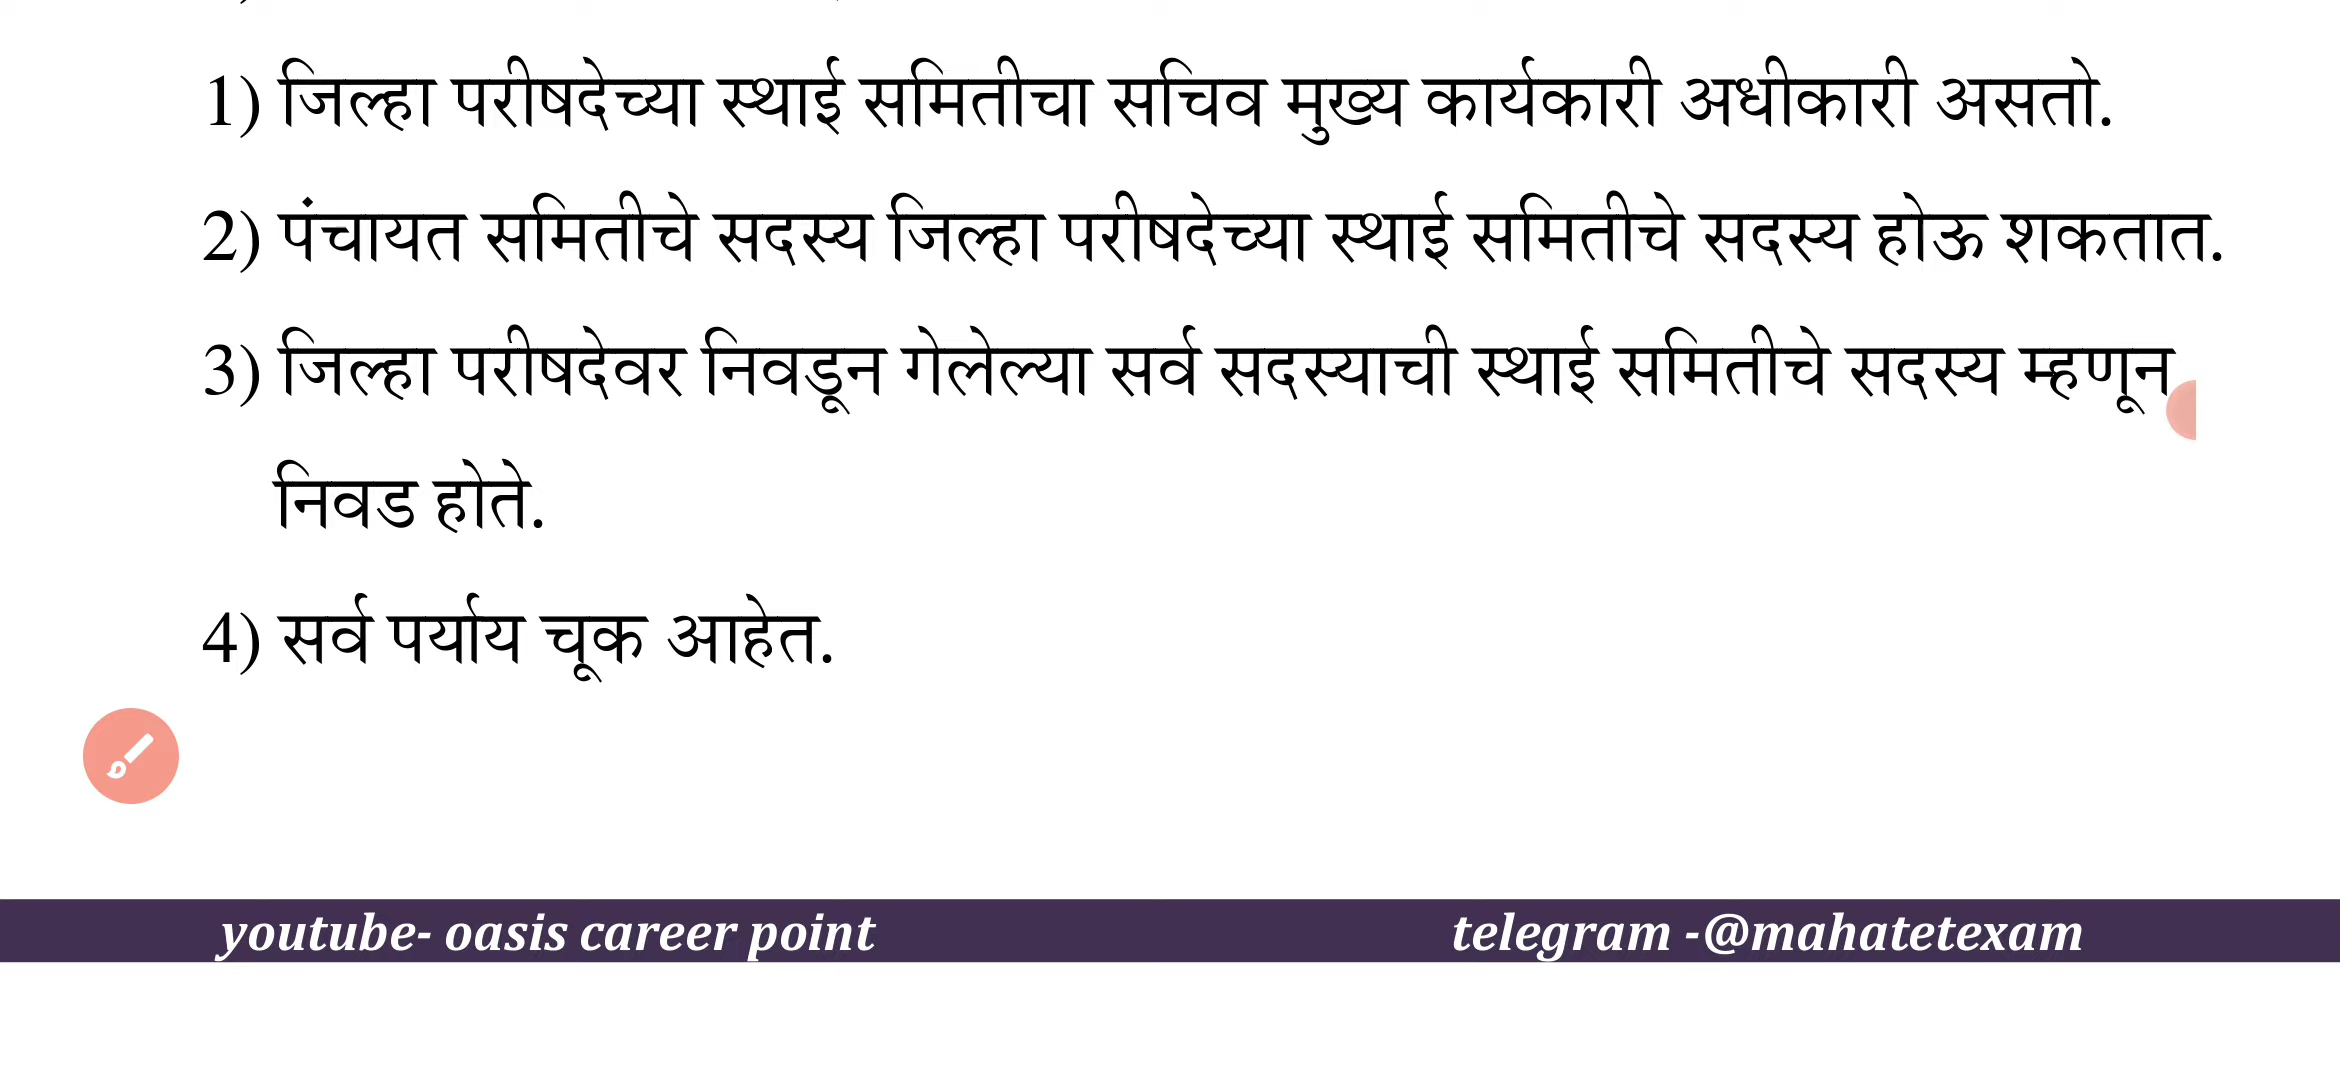 1) जिल्हा परीषदेच्या स्थाई समितीचा सचिव मुख्य कार्यकारी अधीकारी असतो.
2) पंचायत समितीचे सदस्य जिल्हा परीषदेच्या स्थाई समितीचे सदस्य होऊ शकतात.
3) जिल्हा परीषदेवर निवडून गेलेल्या सर्व सदस्याची स्थाई समितीचे सदस्य म्हणून
निवड होते.
4) सर्व पर्याय चूक आहेत.
youtube- oasis career point telegram -@mahatetexam